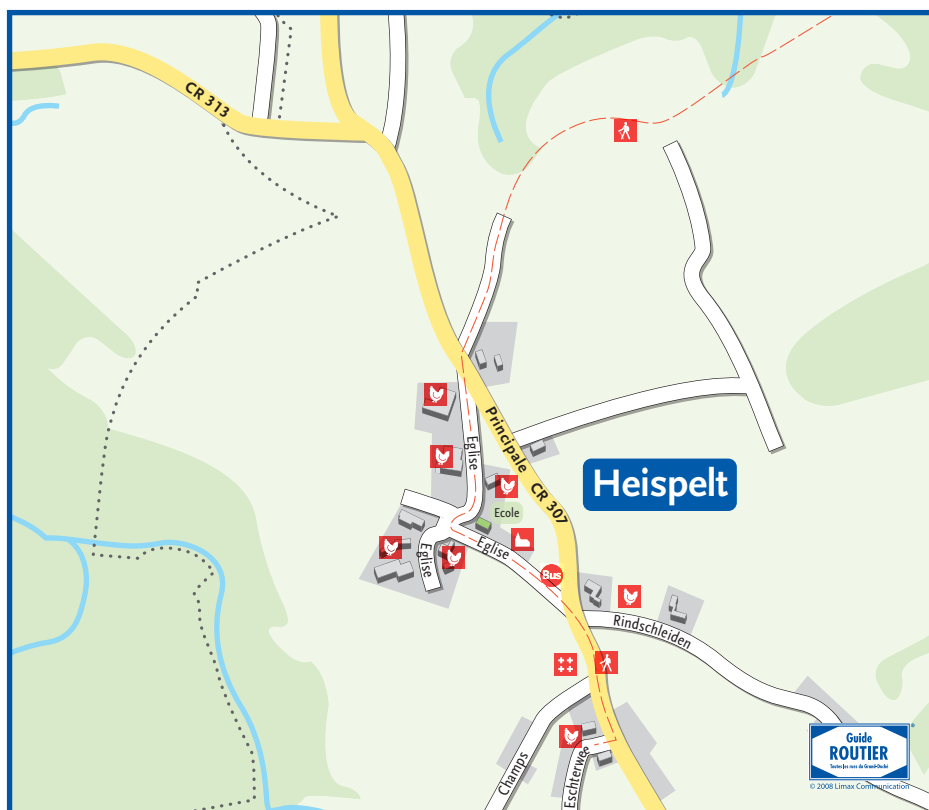 CR 313
Principale CR 307
Eglise
Heispelt
Ecole
Eglise
Eglise
Bus
Rindschleiden
Champs
Eschterwee
Guide
ROUTIER
Toutes les rues du Grand-Duché
®
© 2008 Limax Communication